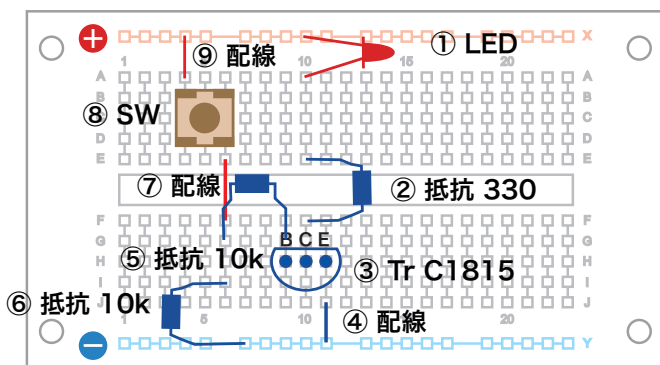 + X
① LED
⑨ 配線
1 10 15 20
A A
B B
⑧ SW C C
D D
E E
⑦ 配線
② 抵抗 330
F F
G B C E G
⑤ 抵抗 10k H H
③ Tr C1815
I I
⑥ 抵抗 10k J J
④ 配線
1 5 10 20
− Y